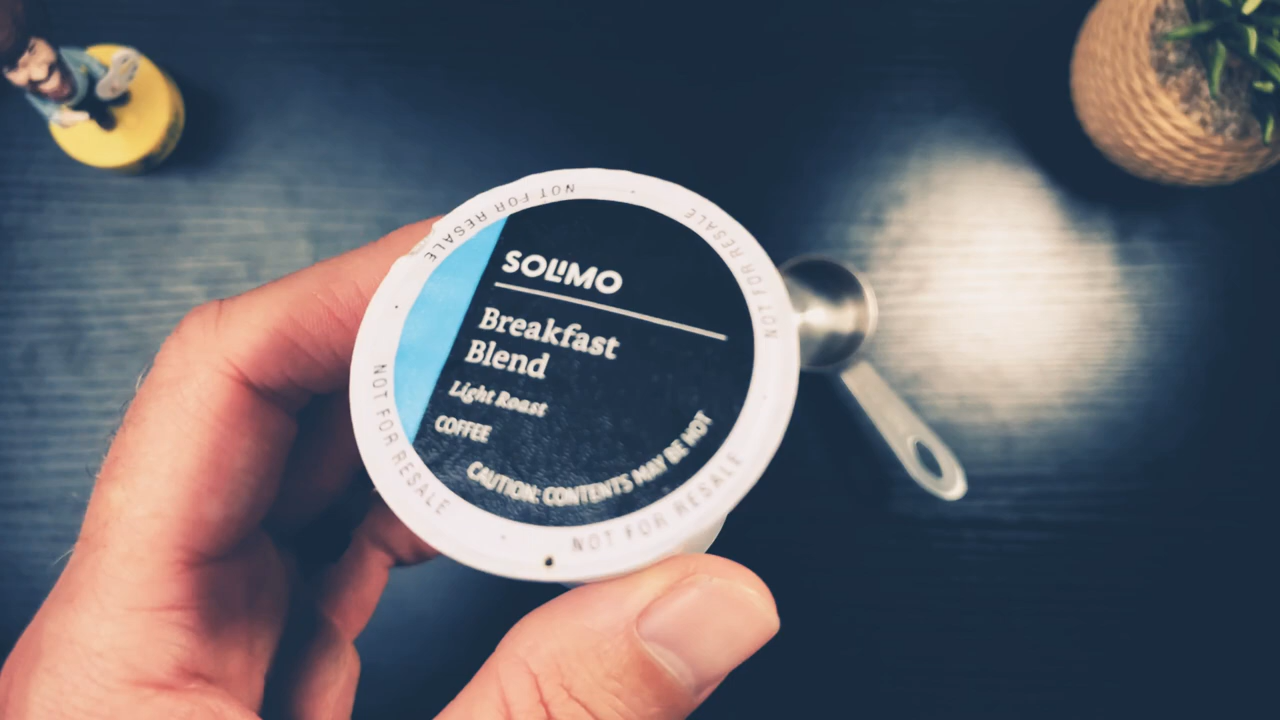 SOLIMO
Breakfast
Blend
Light Roast
COFFEE
CAUTION: CONTENTS MAY BE HOT
NOT FOR RESALE
NOT FOR RESALE
NOT FOR RESALE
NOT FOR RESALE
NOT